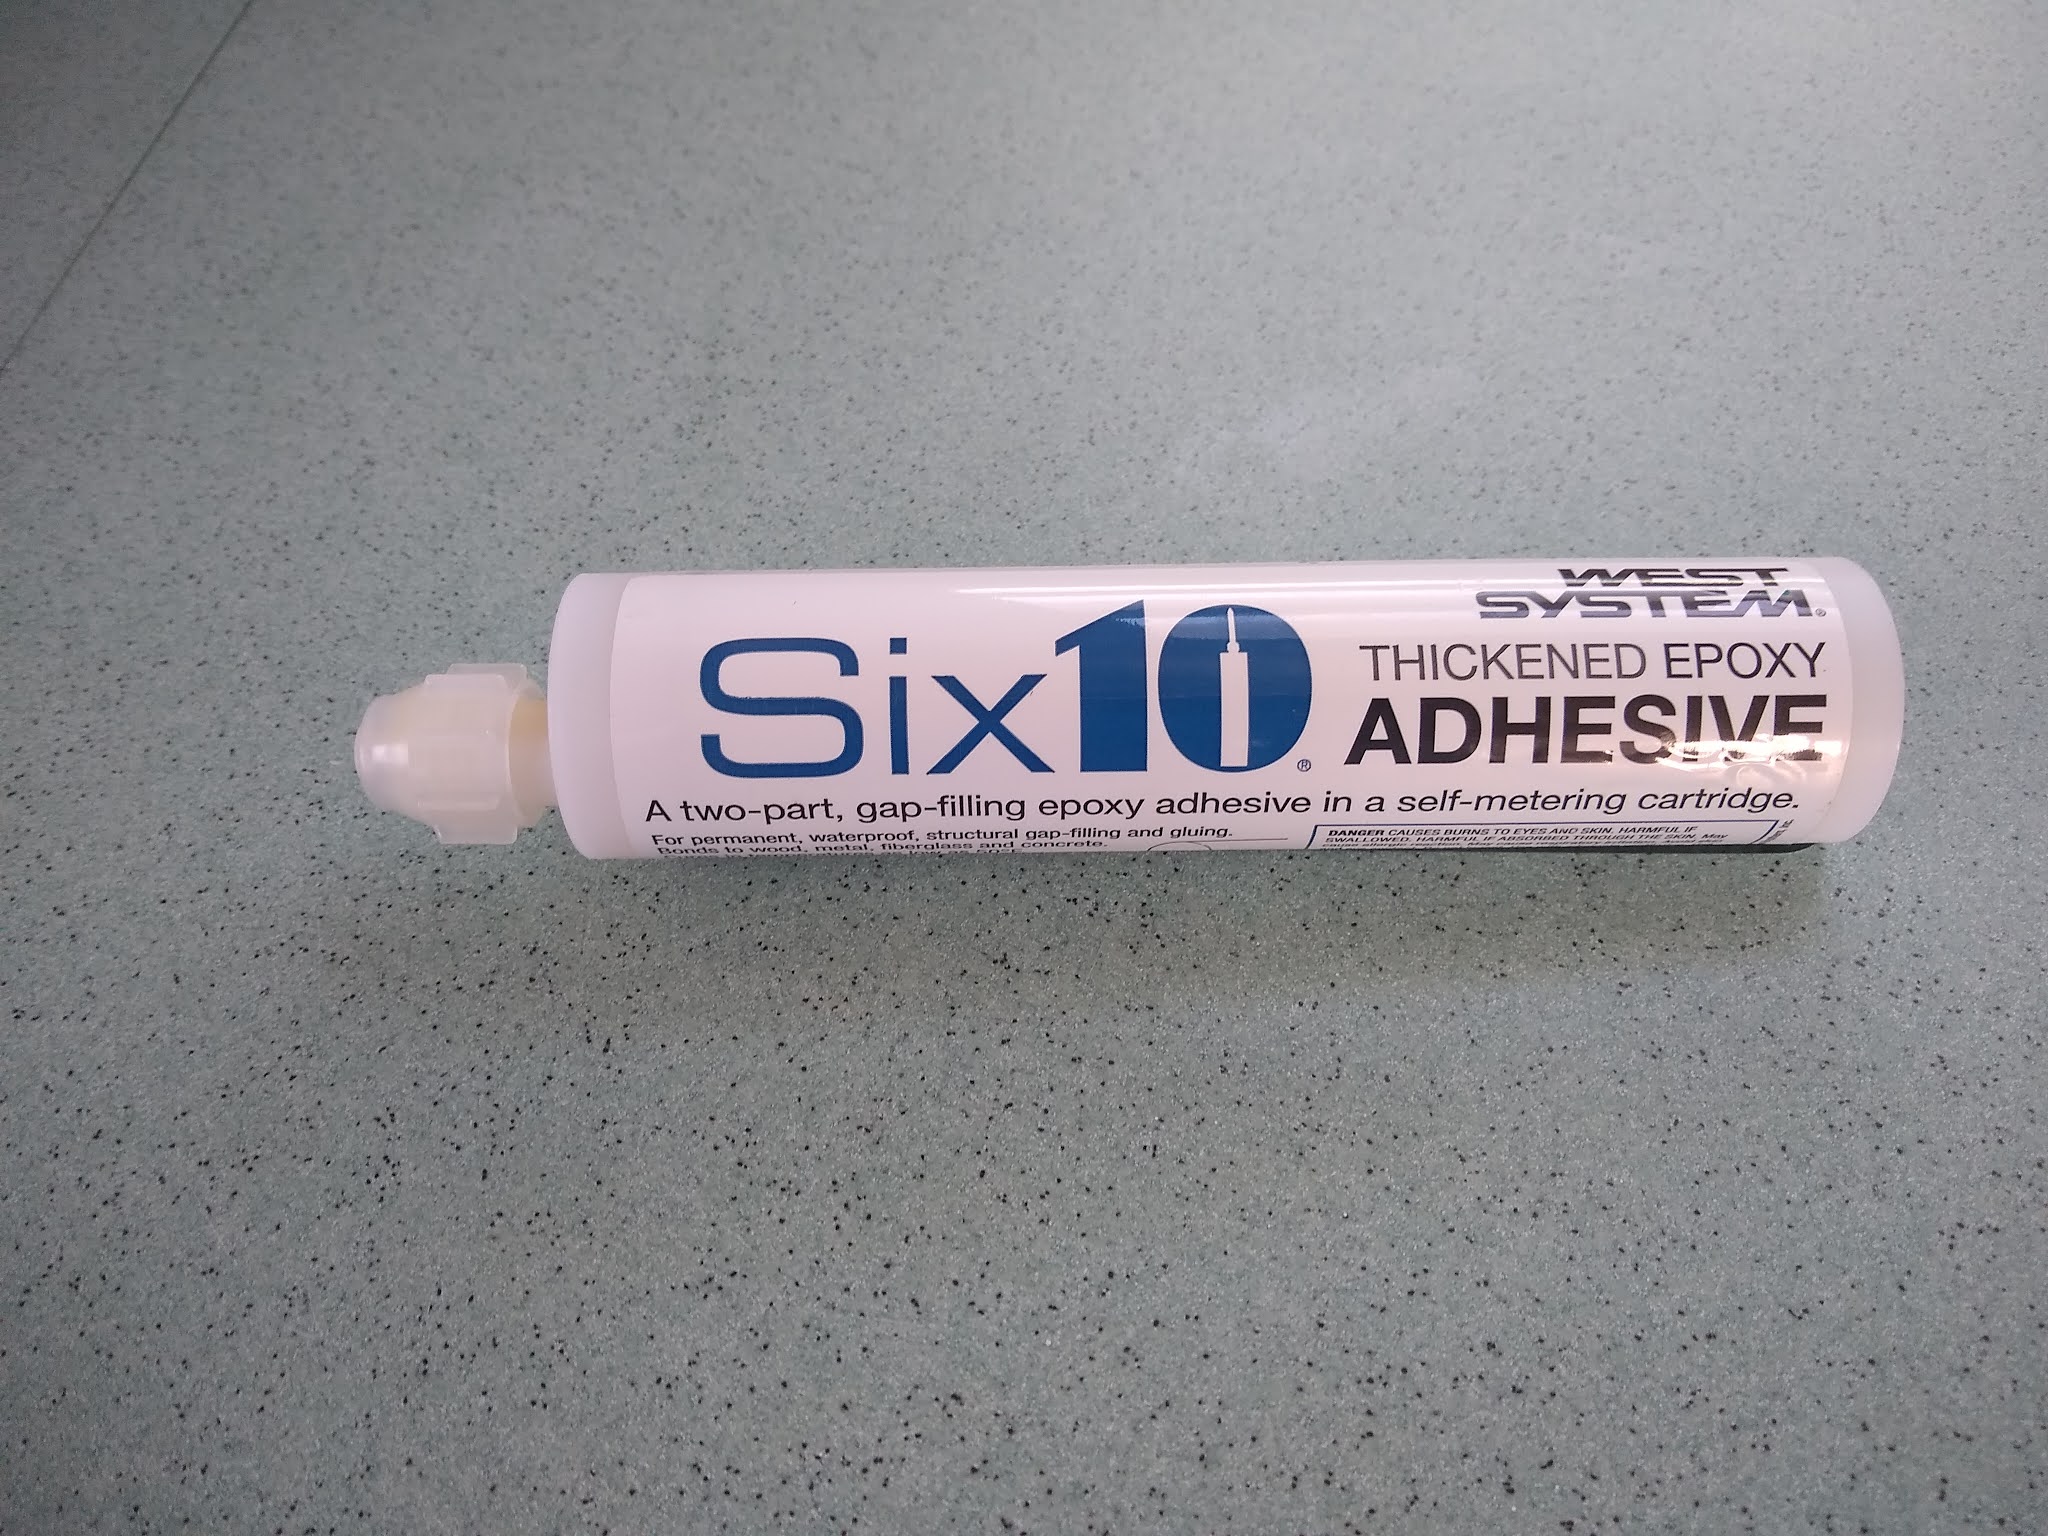 WEST
SYSTEM®
Six10®
THICKENED EPOXY
ADHESIVE
A two-part, gap-filling epoxy adhesive in a self-metering cartridge.
For permanent, waterproof, structural gap-filling and gluing.
Bonds to wood, metal, fiberglass and concrete.
DANGER CAUSES BURNS TO EYES AND SKIN. HARMFUL IF
SWALLOWED. HARMFUL IF ABSORBED THROUGH THE SKIN. May